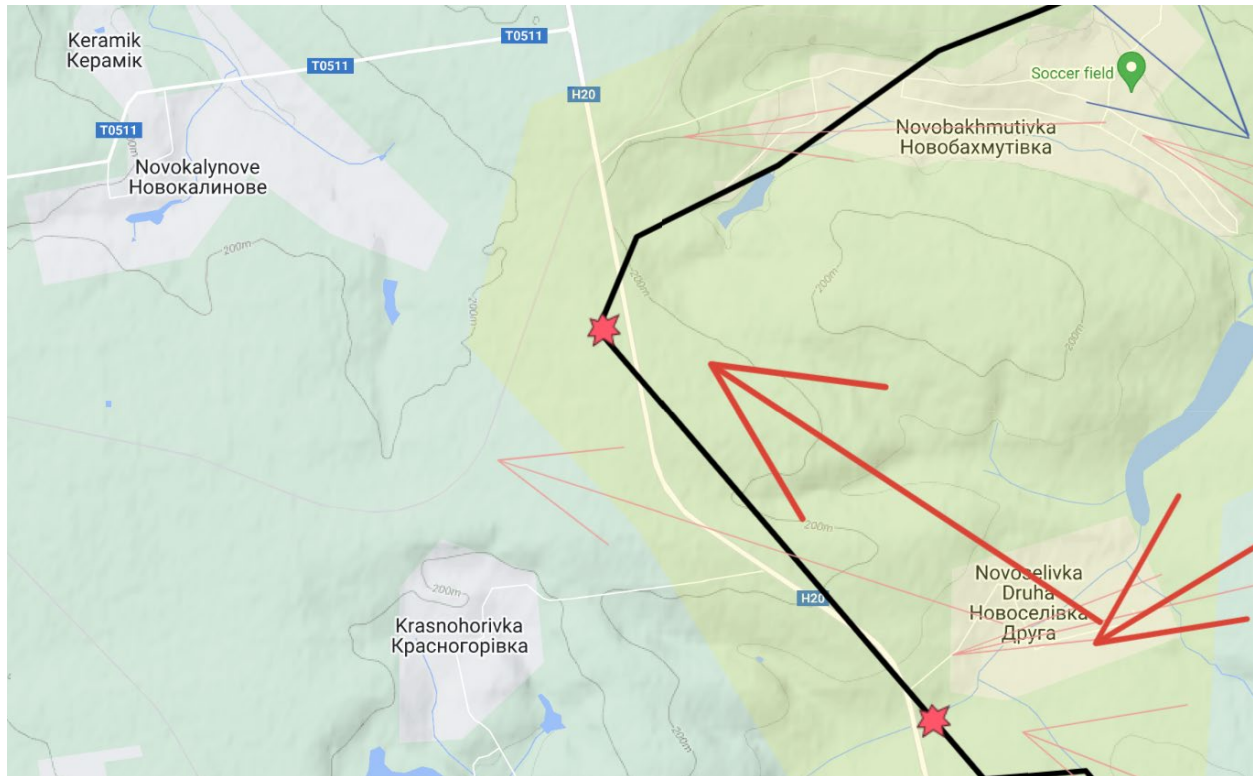 Keramik
Керамік
T0511
T0511
T0511
H20
Soccer field
Novobakhmutivka
Новобахмутівка
Novokalynove
Новокалинове
200m
200m
200m
200m
200m
200m
200m
Novoselivka
Druha
Новоселівка
Друга
H20
Krasnohorivka
Красногорівка